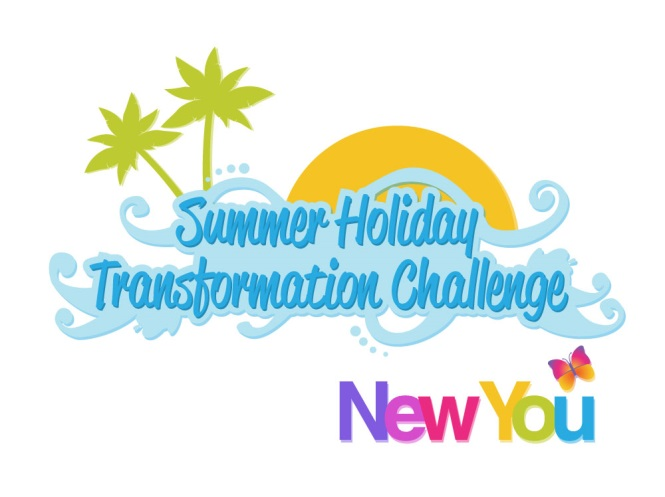 Summer Holiday
Transformation Challenge
New You